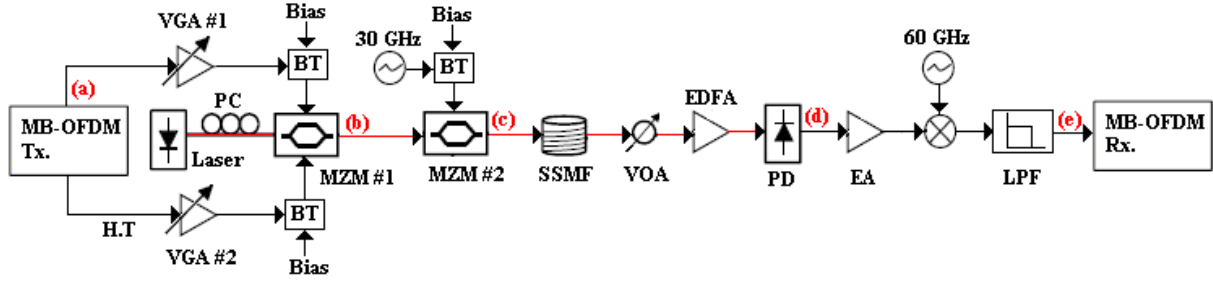 VGA #1
Bias
Bias
30 GHz
60 GHz
BT
BT
(a)
PC
EDFA
MB-OFDM
Tx.
Laser
(b)
(c)
(d)
(e)
MB-OFDM
Rx.
MZM #1
MZM #2
SSMF
VOA
PD
EA
LPF
BT
H.T
VGA #2
Bias